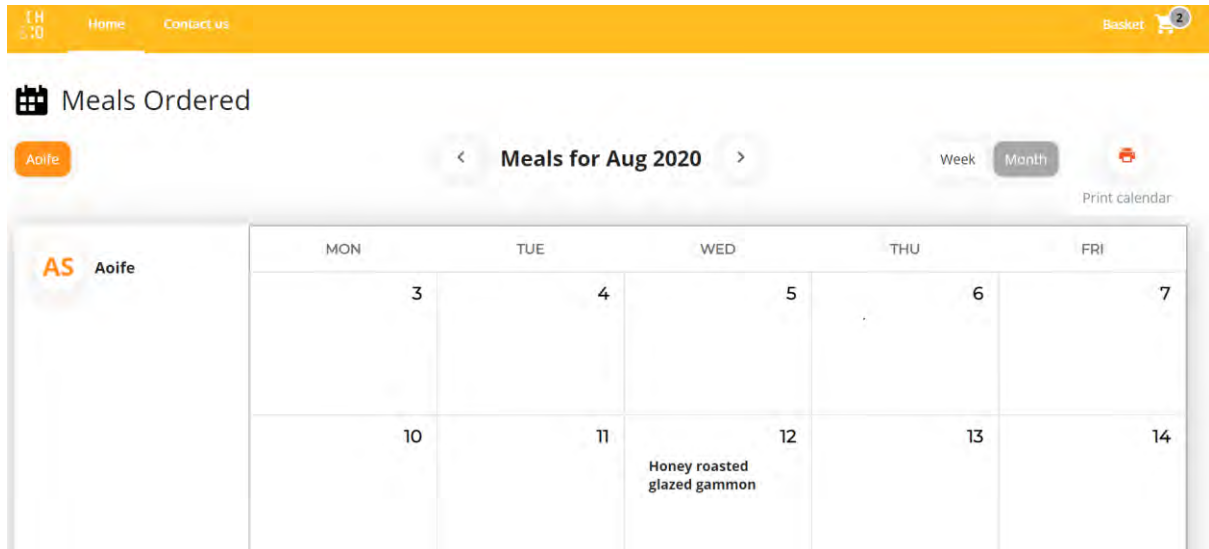 Home Contact us Basket 2
Meals Ordered
Aoife < Meals for Aug 2020 > Week Month
Print calendar
AS Aoife MON TUE WED THU FRI
3 4 5 6 7
10 11 12 13 14
Honey roasted
glazed gammon